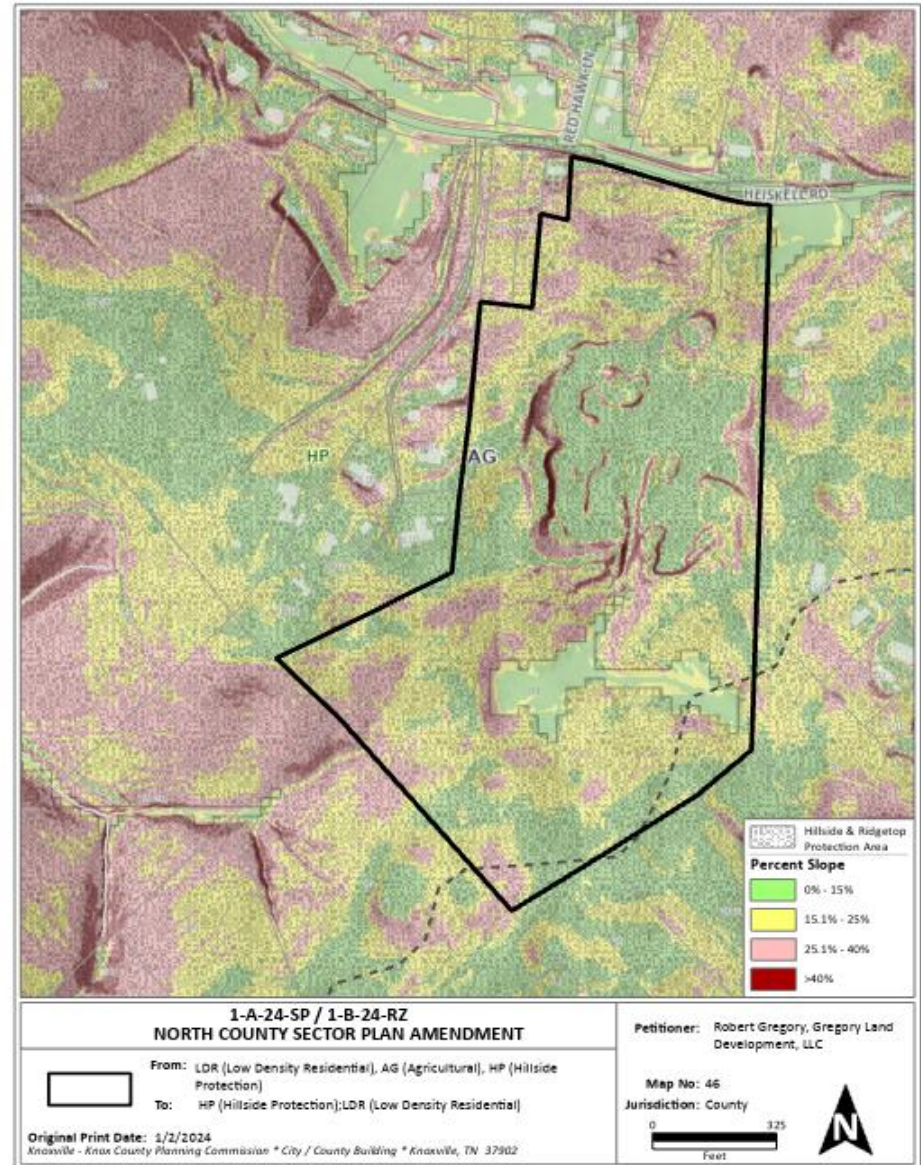 RED HAWK LN
HEISKELL RD
HP
AG
Hillside & Ridgetop
Protection Area
Percent Slope
0% - 15%
15.1% - 25%
25.1% - 40%
>40%
1-A-24-SP / 1-B-24-RZ
NORTH COUNTY SECTOR PLAN AMENDMENT
From: LDR (Low Density Residential), AG (Agricultural), HP (Hillside
Protection)
To: HP (Hillside Protection);LDR (Low Density Residential)
Original Print Date: 1/2/2024
Knoxville - Knox County Planning Commission * City / County Building * Knoxville, TN 37902
Petitioner: Robert Gregory, Gregory Land
Development, LLC
Map No: 46
Jurisdiction: County
0 325
Feet
N